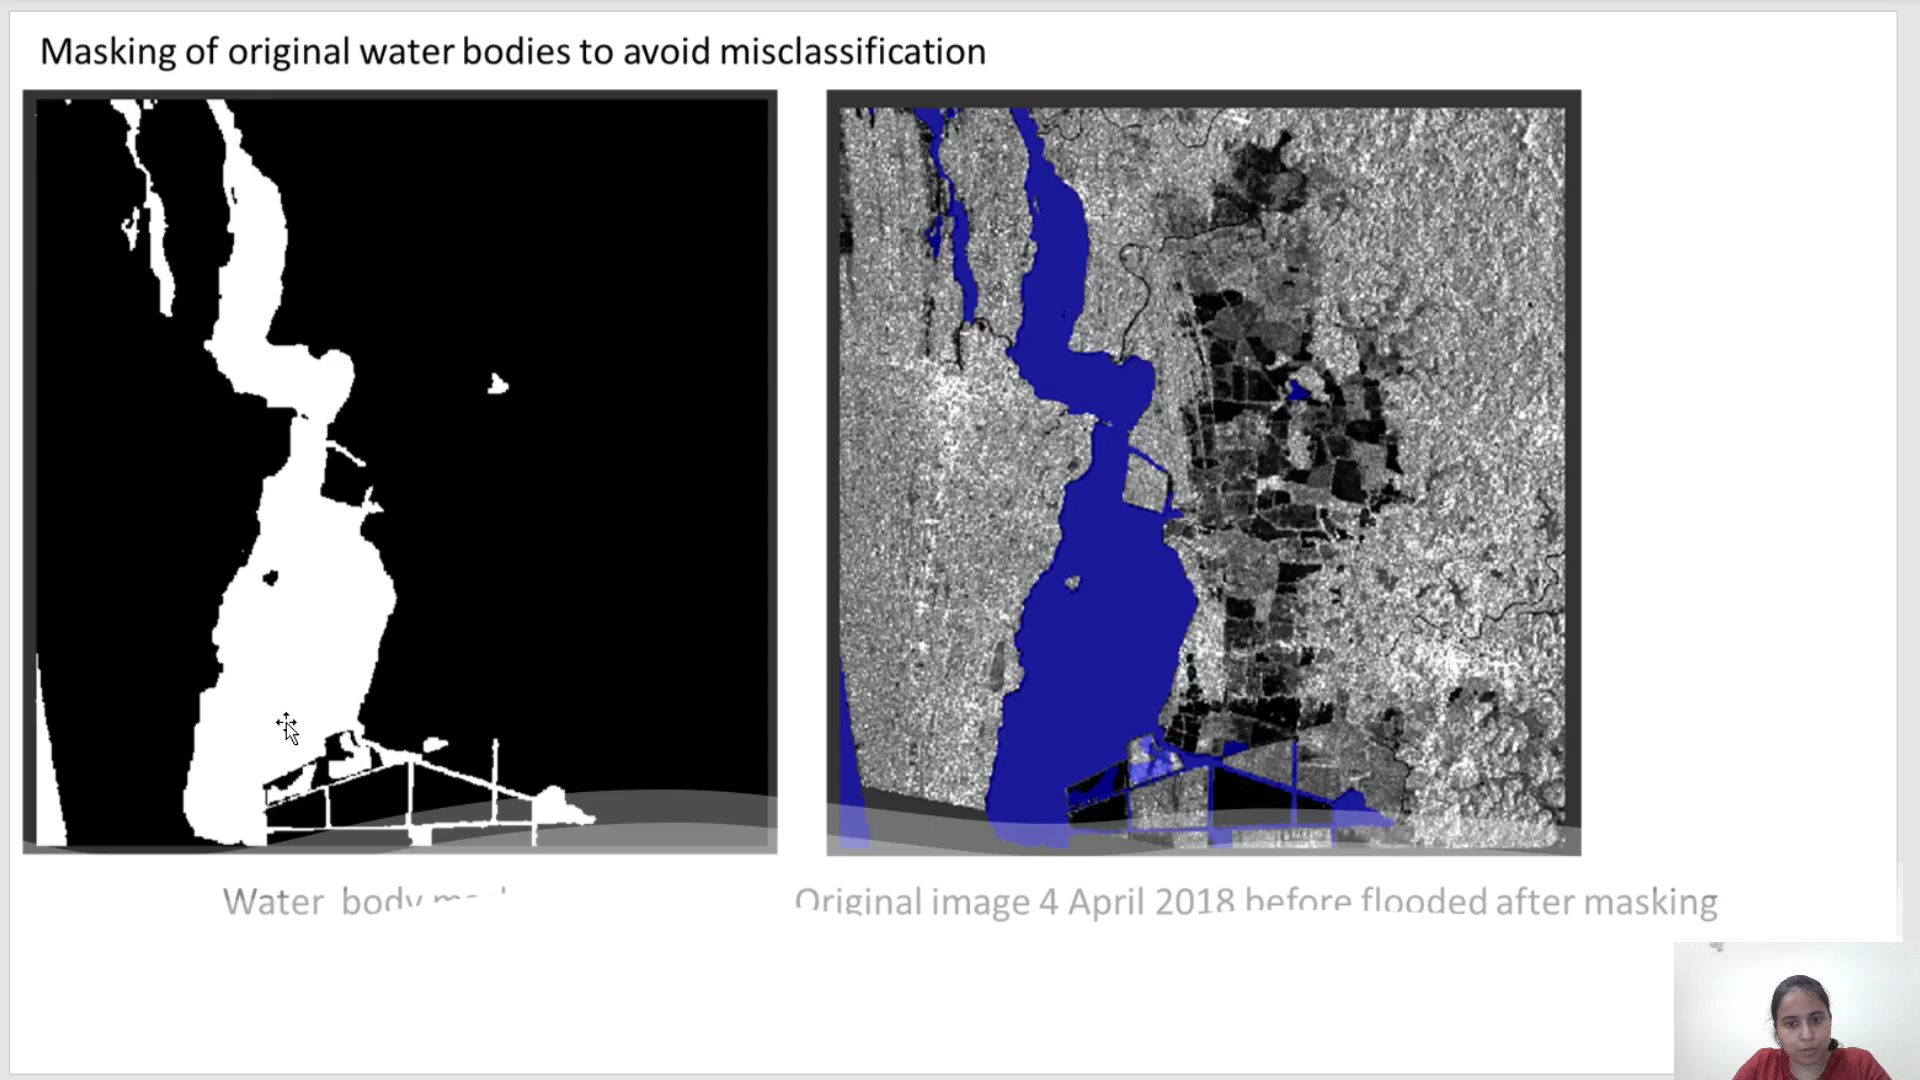 Masking of original water bodies to avoid misclassification
Water body
Original image 4 April 2018 before flooded after masking